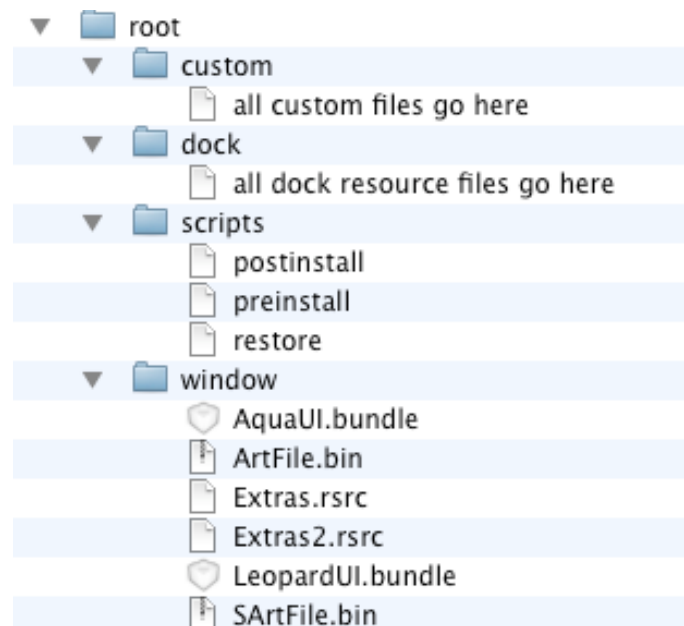 root
custom
all custom files go here
dock
all dock resource files go here
scripts
postinstall
preinstall
restore
window
AquaUI.bundle
ArtFile.bin
Extras.rsrc
Extras2.rsrc
LeopardUI.bundle
SArtFile.bin